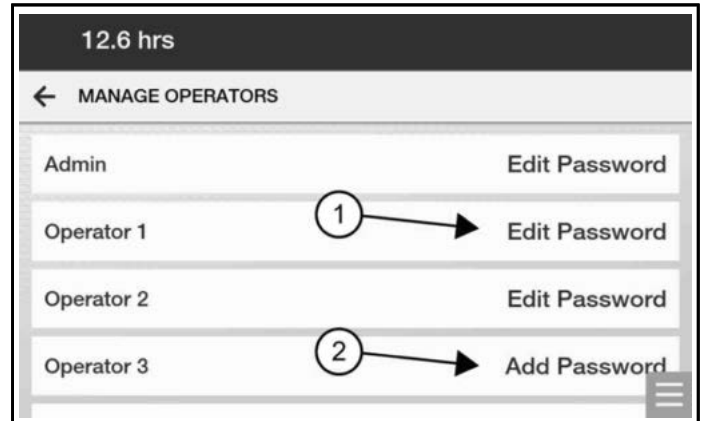 12.6 hrs
← MANAGE OPERATORS
Admin Edit Password
Operator 1 1 Edit Password
Operator 2 Edit Password
Operator 3 2 Add Password